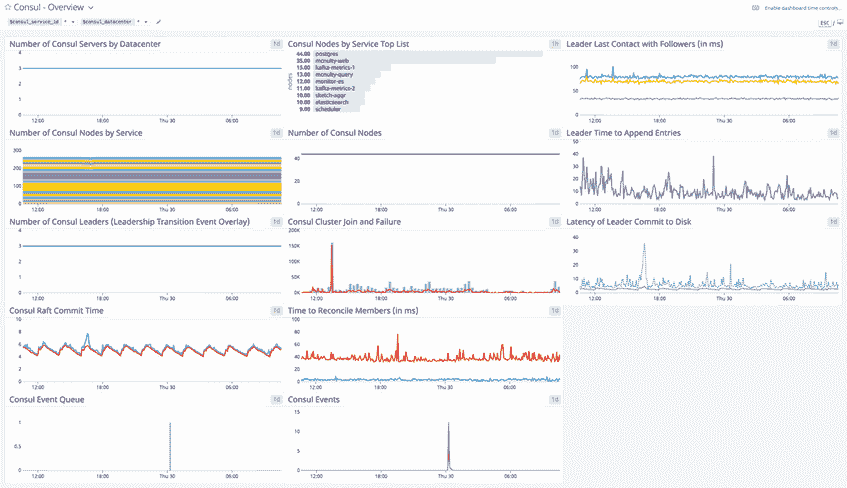 Consul - Overview
Enable dashboard time controls...
$consul_service_id * $consul_datacenter *
ESC /
Number of Consul Servers by Datacenter 1d
4
3
2
1
0
12:00 18:00 Thu 30 06:00
Consul Nodes by Service Top List 1h
nodes
44.00 postgres
35.00 mcnulty-web
15.00 kafka-metrics-1
13.00 mcnulty-query
12.00 monitor-es
11.00 kafka-metrics-2
10.00 sketch-aggr
10.00 elasticsearch
9.00 scheduler
Leader Last Contact with Followers (in ms) 1d
100
50
0
12:00 18:00 Thu 30 06:00
Number of Consul Nodes by Service 1d
300
200
100
0
12:00 18:00 Thu 30 06:00
Number of Consul Nodes 1d
40
20
0
12:00 18:00 Thu 30 06:00
Leader Time to Append Entries 1d
50
40
30
20
10
0
12:00 18:00 Thu 30 06:00
Number of Consul Leaders (Leadership Transition Event Overlay) 1d
4
3
2
1
0
12:00 18:00 Thu 30 06:00
Consul Cluster Join and Failure 1d
200K
150K
100K
50K
0K
12:00 18:00 Thu 30 06:00
Latency of Leader Commit to Disk 1d
40
30
20
10
0
12:00 18:00 Thu 30 06:00
Consul Raft Commit Time 1d
10
8
6
4
2
0
12:00 18:00 Thu 30 06:00
Time to Reconcile Members (in ms) 1d
100
80
60
40
20
0
12:00 18:00 Thu 30 06:00
Consul Event Queue 1d
1
0.5
0
12:00 18:00 Thu 30 06:00
Consul Events 1d
15
10
5
0
12:00 18:00 Thu 30 06:00